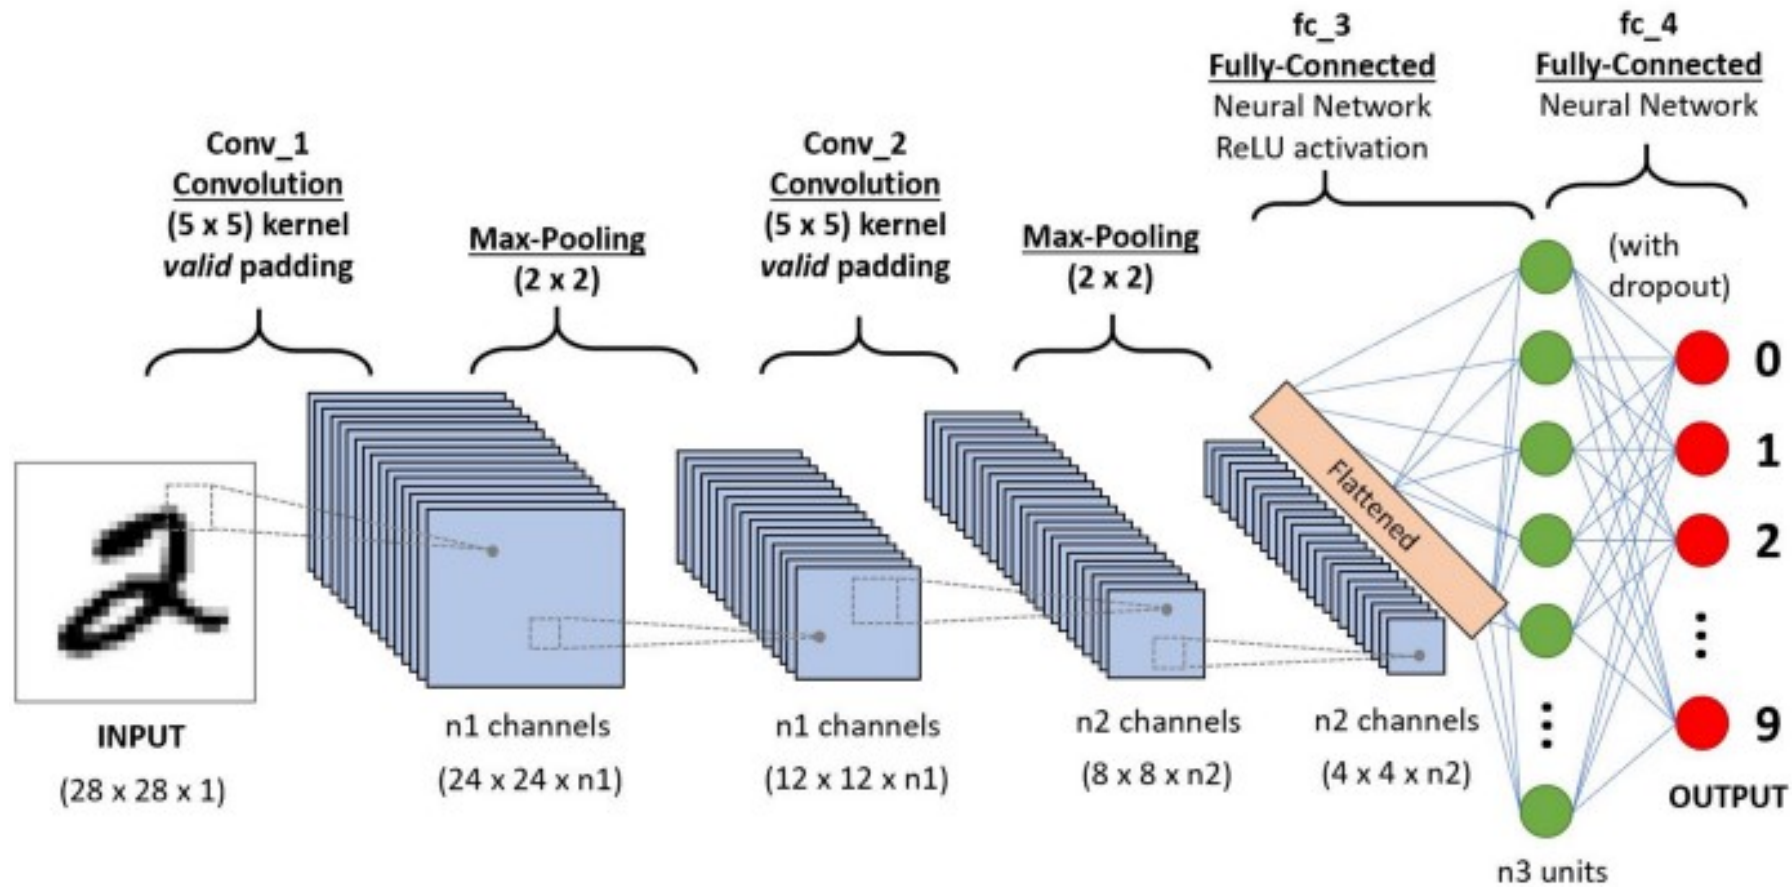 Conv_1
Convolution
(5 x 5) kernel
valid padding
Max-Pooling
(2 x 2)
Conv_2
Convolution
(5 x 5) kernel
valid padding
Max-Pooling
(2 x 2)
fc_3
Fully-Connected
Neural Network
ReLU activation
fc_4
Fully-Connected
Neural Network
(with
dropout)
Flattened
0
1
2
9
OUTPUT
INPUT
(28 x 28 x 1)
n1 channels
(24 x 24 x n1)
n1 channels
(12 x 12 x n1)
n2 channels
(8 x 8 x n2)
n2 channels
(4 x 4 x n2)
n3 units
2